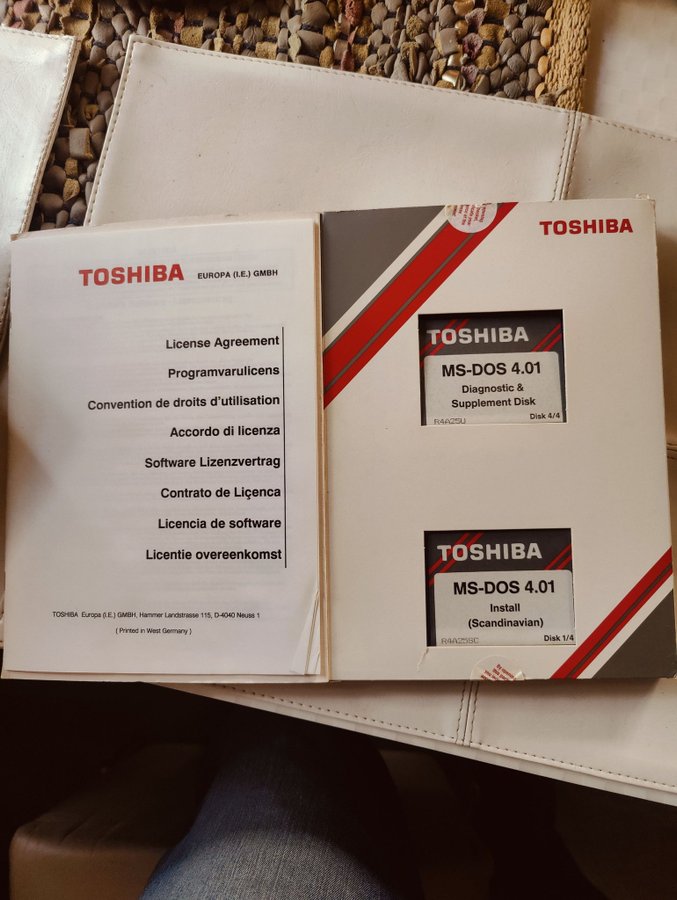 TOSHIBA EUROPA (I.E.) GMBH
License Agreement
Programvarulicens
Convention de droits d'utilisation
Accordo di licenza
Software Lizenzvertrag
Contrato de Liçenca
Licencia de software
Licentie overeenkomst
TOSHIBA Europa (I.E.) GMBH, Hammer Landstrasse 115, D-4040 Neuss 1
( Printed in West Germany )
TOSHIBA
TOSHIBA
MS-DOS 4.01
Diagnostic &
Supplement Disk
Disk 4/4
R4A25U
TOSHIBA
MS-DOS 4.01
Install
(Scandinavian)
Disk 1/4
R4A25SC